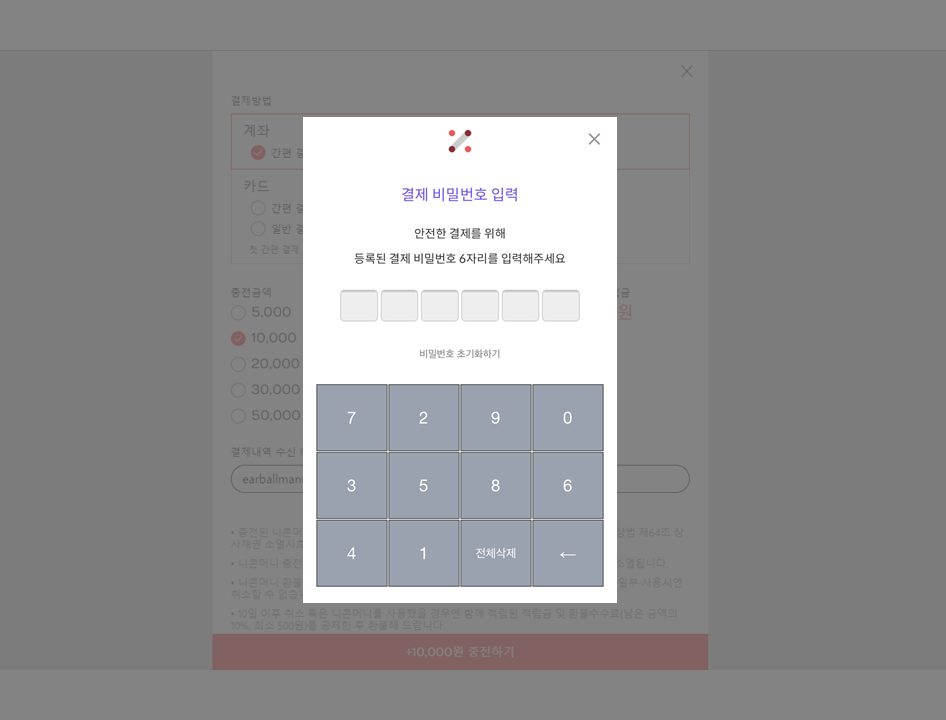 결제방법
계좌
간편 결
카드
간편 결
일반 결
첫 간편 결제
결제 비밀번호 입력
안전한 결제를 위해
등록된 결제 비밀번호 6자리를 입력해주세요
비밀번호 초기화하기
충전금액
5,000
원
10,000
20,000
30,000
50,000
7 2 9 0
3 5 8 6
4 1 전체삭제 ←
결제내역 수신
earballman
• 충전된 니콘머
상법 제64조 상
사채권 소멸시효
• 니콘머니 충전
소멸됩니다.
• 니콘머니 환불
일부 사용시엔
취소할 수 없습
• 10일 이후 취소 혹은 니콘머니를 사용했을 경우엔 함께 적립된 적립금 및 환불수수료(남은 금액의
10%, 최소 500원)를 공제한 후 환불해 드립니다.
+10,000원 충전하기